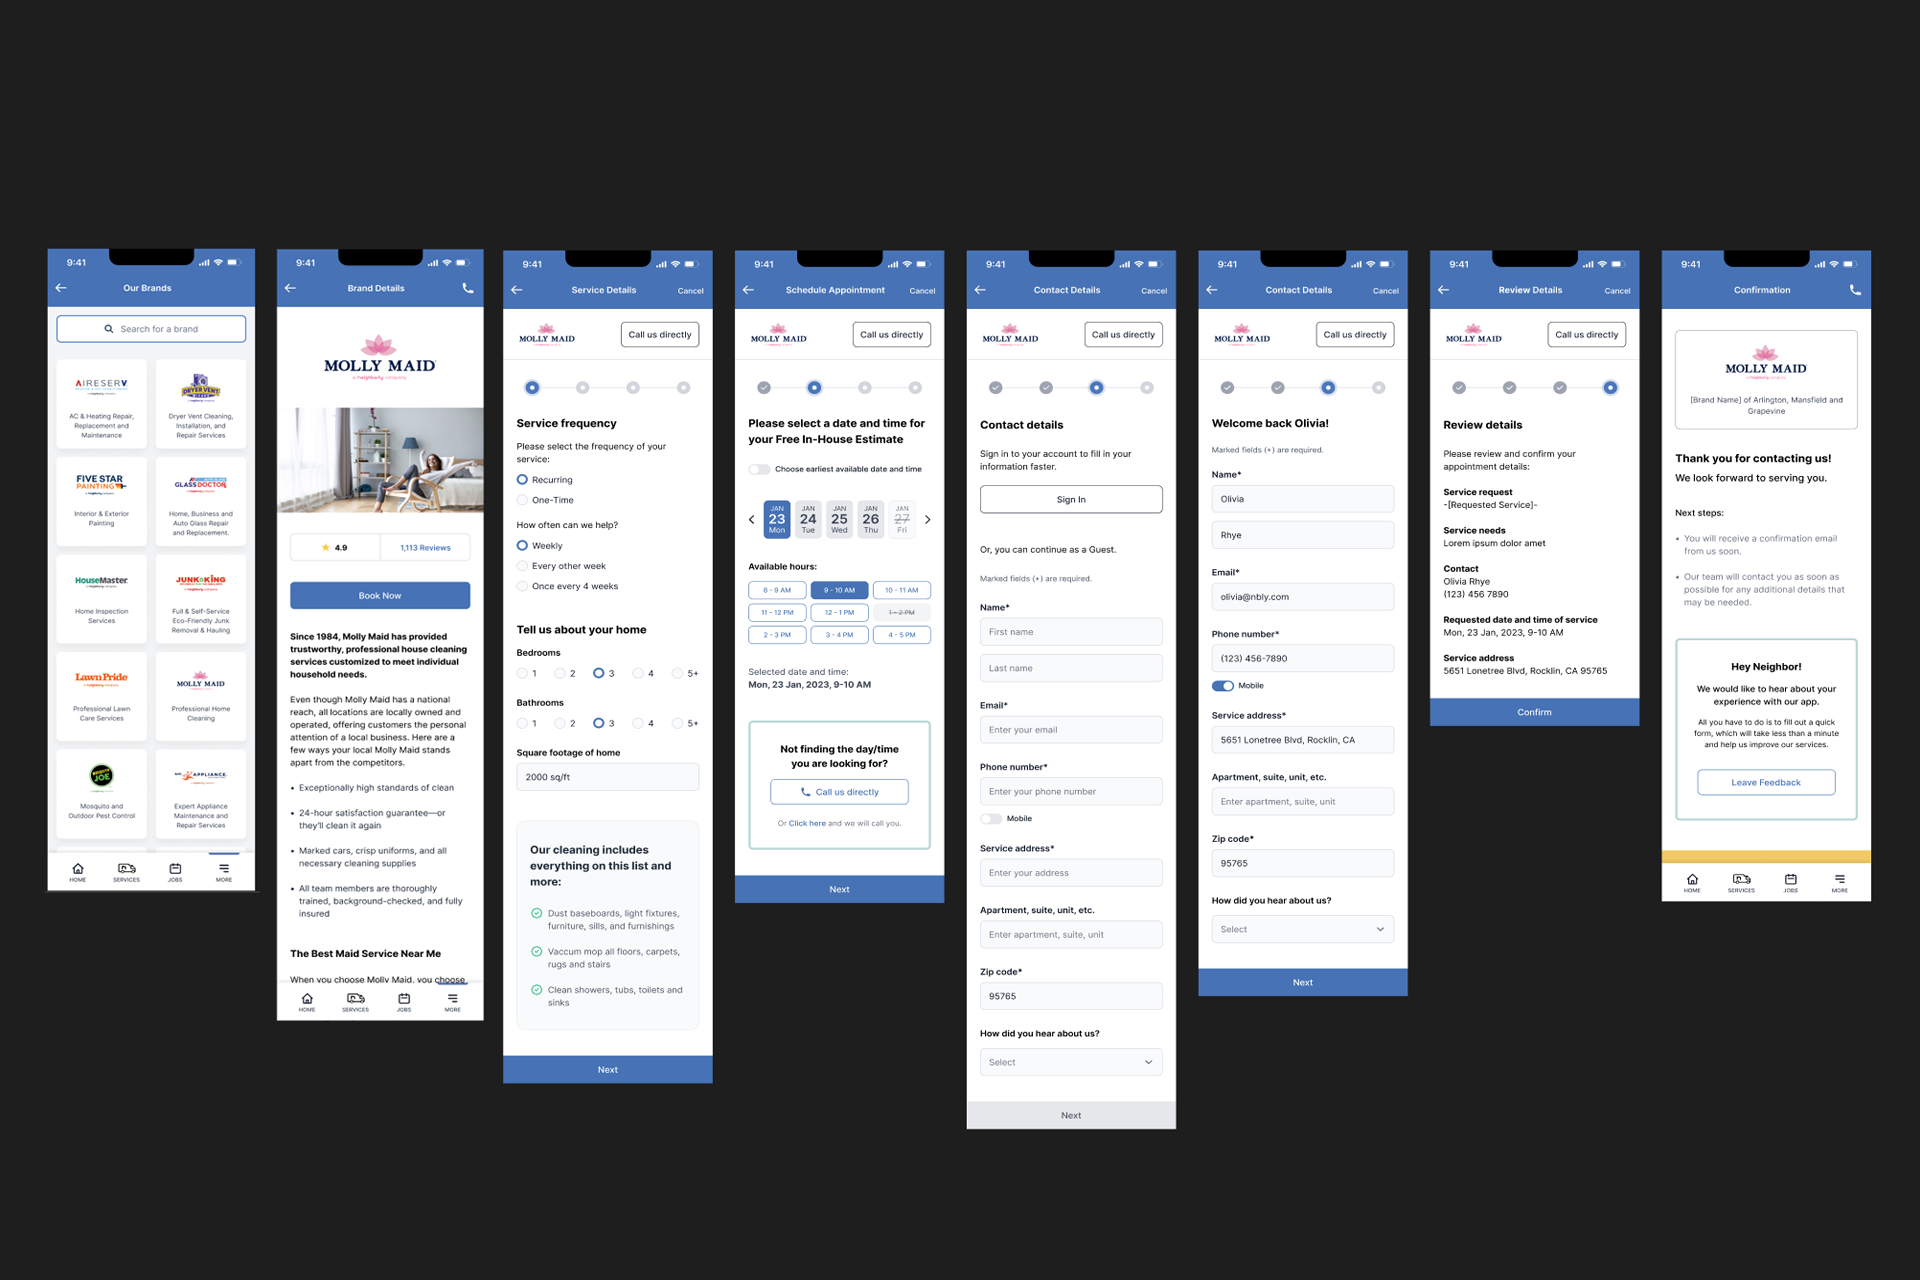 9:41
Our Brands
Search for a brand
AIRESERV
AC & Heating Repair,
Replacement and
Maintenance
DRYER VENT
WIZARD
Dryer Vent Cleaning,
Installation, and
Repair Services
FIVE STAR
PAINTING
Interior & Exterior
Painting
GLASS DOCTOR
Home, Business and
Auto Glass Repair
and Replacement.
HouseMaster
Home Inspection
Services
JUNK KING
Full & Self-Service
Eco-Friendly Junk
Removal & Hauling
Lawn Pride
Professional Lawn
Care Services
MOLLY MAID
Professional Home
Cleaning
MOSQUITO
JOE
Mosquito and
Outdoor Pest Control
MR. APPLIANCE
Expert Appliance
Maintenance and
Repair Services
HOME
SERVICES
JOBS
MORE
9:41
Brand Details
MOLLY MAID
a neighborly company
4.9
1,113 Reviews
Book Now
Since 1984, Molly Maid has provided
trustworthy, professional house cleaning
services customized to meet individual
household needs.
Even though Molly Maid has a national
reach, all locations are locally owned and
operated, offering customers the personal
attention of a local business. Here are a
few ways your local Molly Maid stands
apart from the competitors.
• Exceptionally high standards of clean
• 24-hour satisfaction guarantee—or
they'll clean it again
• Marked cars, crisp uniforms, and all
necessary cleaning supplies
• All team members are thoroughly
trained, background-checked, and fully
insured
The Best Maid Service Near Me
When you choose Molly Maid, you choose
HOME
SERVICES
JOBS
MORE
9:41
Service Details
Cancel
MOLLY MAID
Call us directly
Service frequency
Please select the frequency of your
service:
Recurring
One-Time
How often can we help?
Weekly
Every other week
Once every 4 weeks
Tell us about your home
Bedrooms
1 2 3 4 5+
Bathrooms
1 2 3 4 5+
Square footage of home
2000 sq/ft
Our cleaning includes
everything on this list and
more:
Dust baseboards, light fixtures,
furniture, sills, and furnishings
Vaccum mop all floors, carpets,
rugs and stairs
Clean showers, tubs, toilets and
sinks
Next
9:41
Schedule Appointment
Cancel
MOLLY MAID
Call us directly
Please select a date and time for
your Free In-House Estimate
Choose earliest available date and time
JAN 23 Mon
JAN 24 Tue
JAN 25 Wed
JAN 26 Thu
JAN 27 Fri
Available hours:
8 - 9 AM
9 - 10 AM
10 - 11 AM
11 - 12 PM
12 - 1 PM
1 - 2 PM
2 - 3 PM
3 - 4 PM
4 - 5 PM
Selected date and time:
Mon, 23 Jan, 2023, 9-10 AM
Not finding the day/time
you are looking for?
Call us directly
Or Click here and we will call you.
Next
9:41
Contact Details
Cancel
MOLLY MAID
Call us directly
Contact details
Sign in to your account to fill in your
information faster.
Sign In
Or, you can continue as a Guest.
Marked fields (*) are required.
Name*
First name
Last name
Email*
Enter your email
Phone number*
Enter your phone number
Mobile
Service address*
Enter your address
Apartment, suite, unit, etc.
Enter apartment, suite, unit
Zip code*
95765
How did you hear about us?
Select
Next
9:41
Contact Details
Cancel
MOLLY MAID
Call us directly
Welcome back Olivia!
Marked fields (*) are required.
Name*
Olivia
Rhye
Email*
olivia@nbly.com
Phone number*
(123) 456-7890
Mobile
Service address*
5651 Lonetree Blvd, Rocklin, CA
Apartment, suite, unit, etc.
Enter apartment, suite, unit
Zip code*
95765
How did you hear about us?
Select
Next
9:41
Review Details
Cancel
MOLLY MAID
Call us directly
Review details
Please review and confirm your
appointment details:
Service request
-[Requested Service]-
Service needs
Lorem ipsum dolor amet
Contact
Olivia Rhye
(123) 456 7890
Requested date and time of service
Mon, 23 Jan, 2023, 9-10 AM
Service address
5651 Lonetree Blvd, Rocklin, CA 95765
Confirm
9:41
Confirmation
MOLLY MAID
a neighborly company
[Brand Name] of Arlington, Mansfield and
Grapevine
Thank you for contacting us!
We look forward to serving you.
Next steps:
• You will receive a confirmation email
from us soon.
• Our team will contact you as soon as
possible for any additional details that
may be needed.
Hey Neighbor!
We would like to hear about your
experience with our app.
All you have to do is to fill out a quick
form, which will take less than a minute
and help us improve our services.
Leave Feedback
HOME
SERVICES
JOBS
MORE